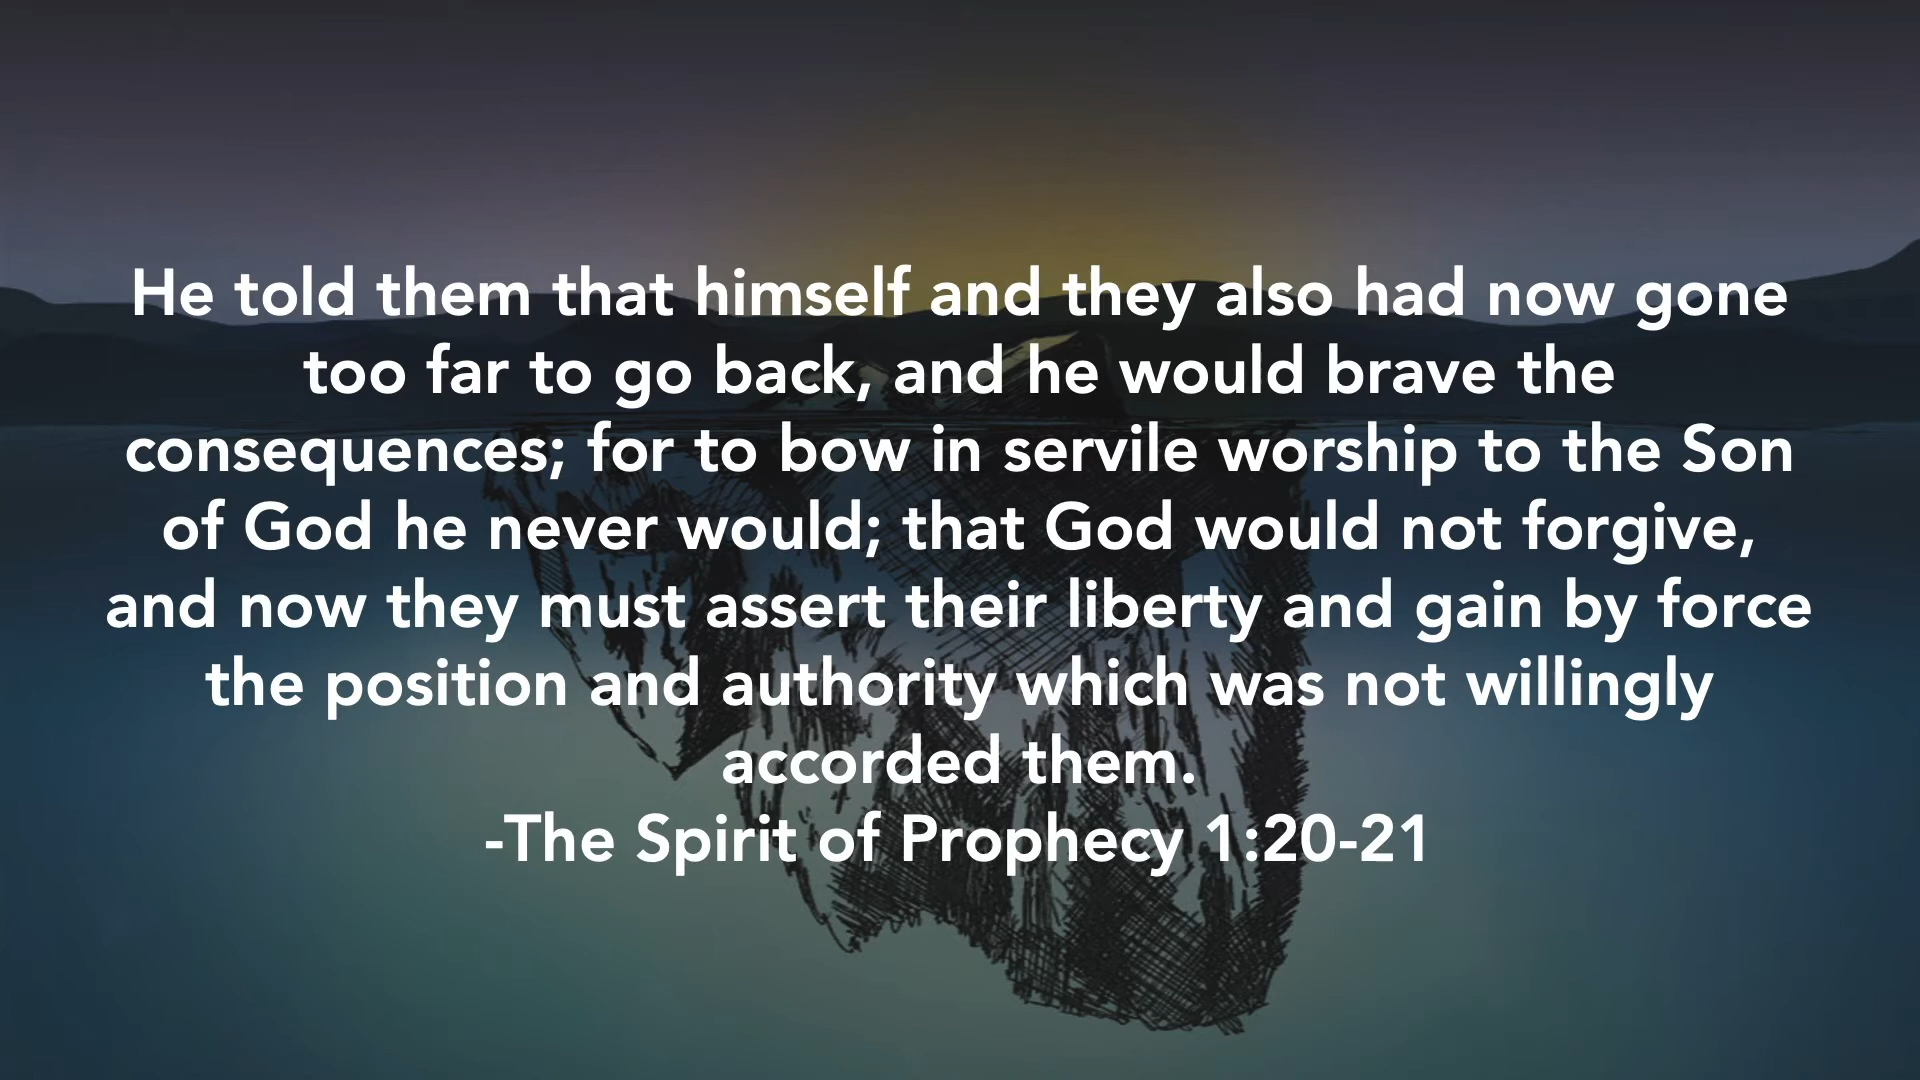 He told them that himself and they also had now gone
too far to go back, and he would brave the
consequences; for to bow in servile worship to the Son
of God he never would; that God would not forgive,
and now they must assert their liberty and gain by force
the position and authority which was not willingly
accorded them.
-The Spirit of Prophecy 1:20-21